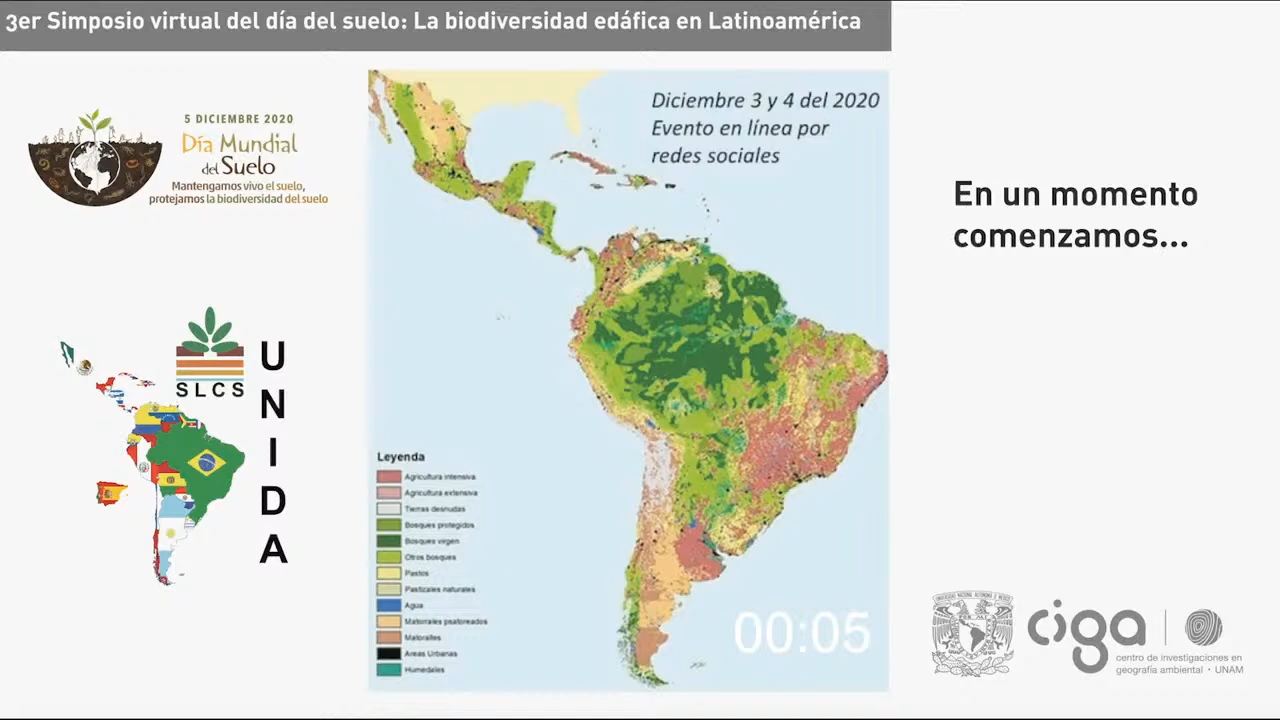 3er Simposio virtual del día del suelo: La biodiversidad edáfica en Latinoamérica
5 DICIEMBRE 2020
Día Mundial
del Suelo
Mantengamos vivo el suelo,
protejamos la biodiversidad del suelo
Diciembre 3 y 4 del 2020
Evento en línea por
redes sociales
En un momento
comenzamos...
SLCS
UNIDA
Leyenda
Agricultura intensiva
Agricultura extensiva
Tierras desnudas
Bosques protegidos
Bosques virgen
Otros bosques
Pastos
Pastizales naturales
Agua
Matorrales psatoreados
Matoralles
Areas Urbanas
Humedales
ciga
centro de investigaciones en
geografía ambiental · UNAM